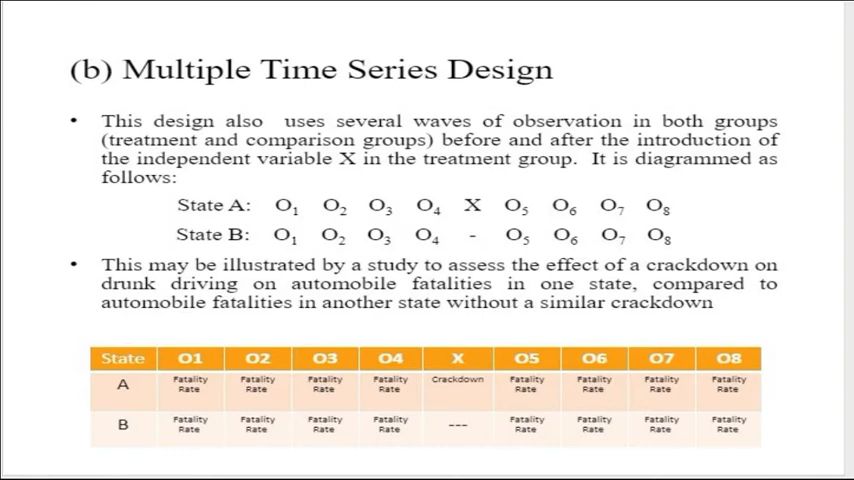 (b) Multiple Time Series Design
• This design also uses several waves of observation in both groups
(treatment and comparison groups) before and after the introduction of
the independent variable X in the treatment group. It is diagrammed as
follows:
State A: O1 O2 O3 O4 X O5 O6 O7 O8
State B: O1 O2 O3 O4 - O5 O6 O7 O8
• This may be illustrated by a study to assess the effect of a crackdown on
drunk driving on automobile fatalities in one state, compared to
automobile fatalities in another state without a similar crackdown
State O1 O2 O3 O4 X O5 O6 O7 O8
A Fatality Rate Fatality Rate Fatality Rate Fatality Rate Crackdown Fatality Rate Fatality Rate Fatality Rate Fatality Rate
B Fatality Rate Fatality Rate Fatality Rate Fatality Rate --- Fatality Rate Fatality Rate Fatality Rate Fatality Rate